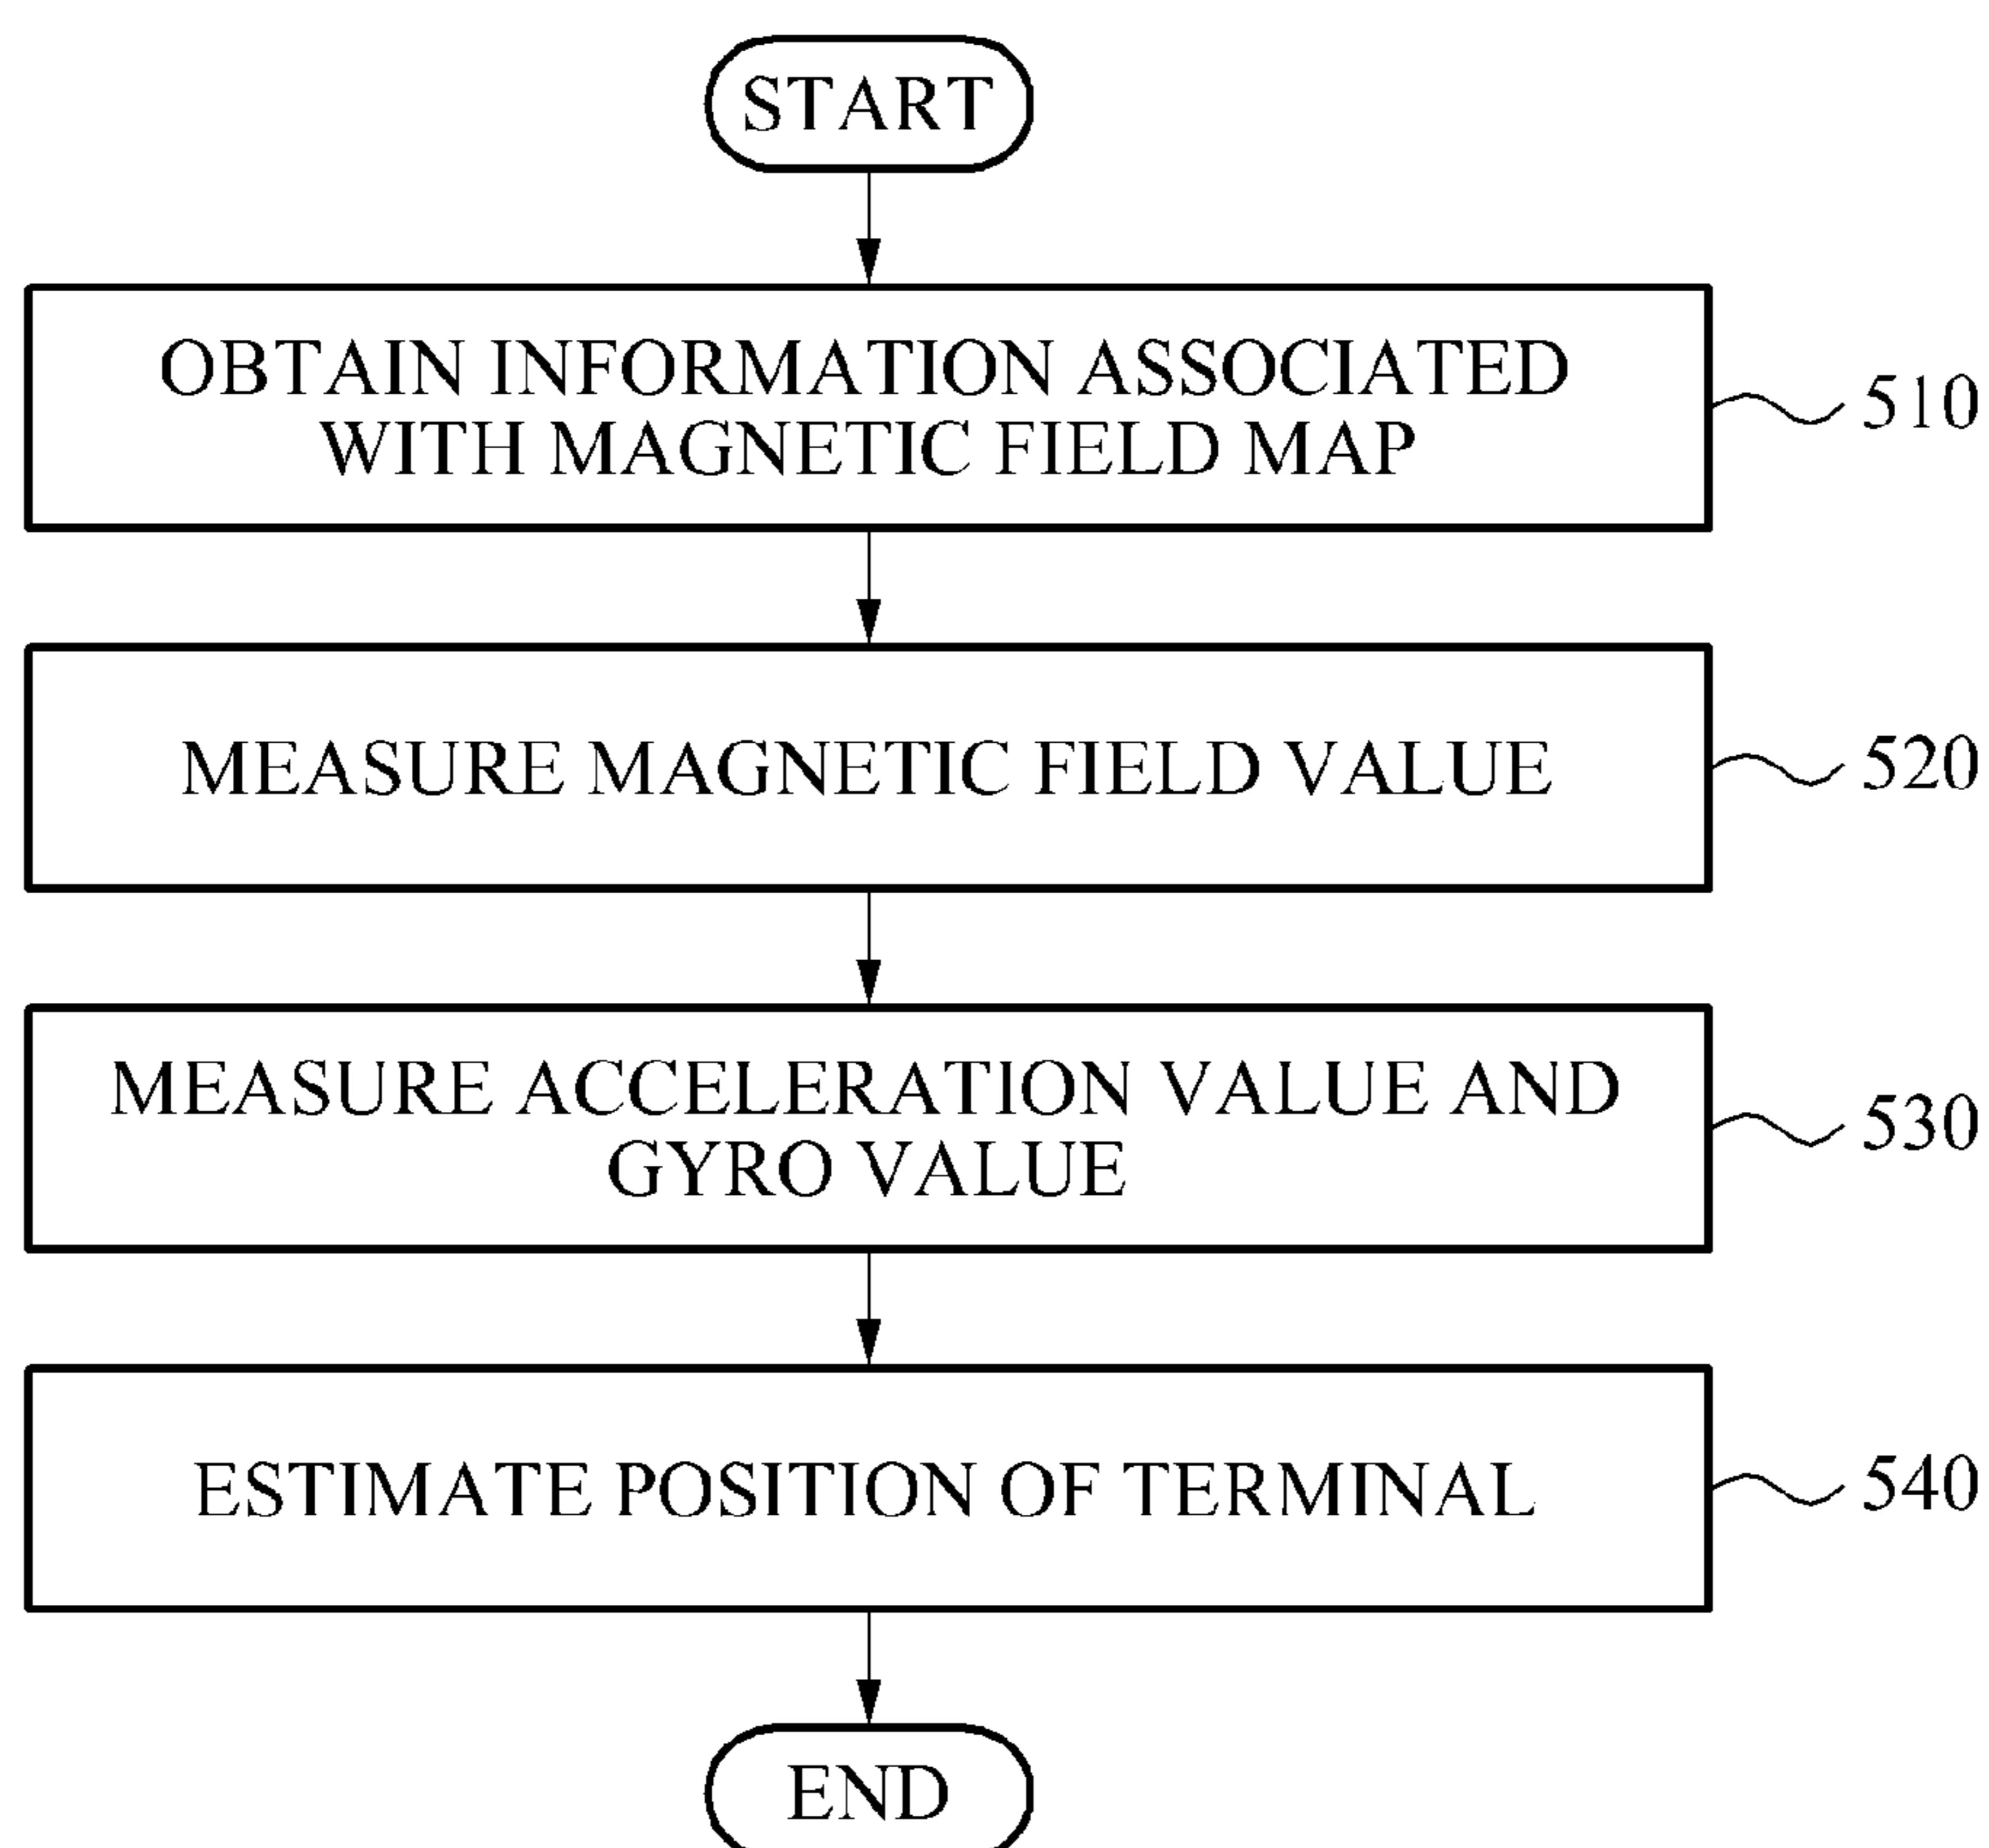 START
OBTAIN INFORMATION ASSOCIATED
WITH MAGNETIC FIELD MAP
510
MEASURE MAGNETIC FIELD VALUE
520
MEASURE ACCELERATION VALUE AND
GYRO VALUE
530
ESTIMATE POSITION OF TERMINAL
540
END